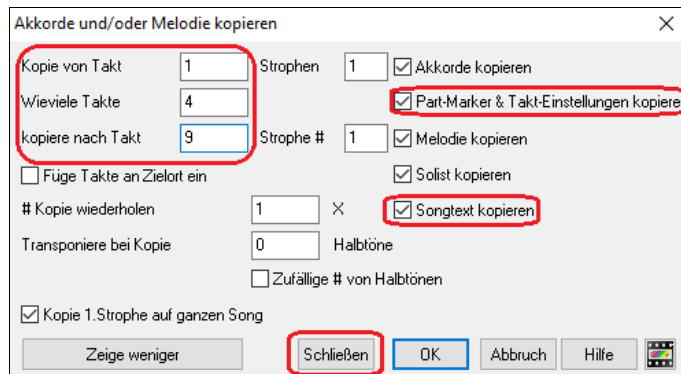 Akkorde und/oder Melodie kopieren
Kopie von Takt 1 Strophen 1 Akkorde kopieren
Wieviele Takte 4 Part-Marker & Takt-Einstellungen kopiere
kopiere nach Takt 9 Strophe # 1 Melodie kopieren
Füge Takte an Zielort ein Solist kopieren
# Kopie wiederholen 1 X Songtext kopieren
Transponiere bei Kopie 0 Halbtöne
Zufällige # von Halbtönen
Kopie 1.Strophe auf ganzen Song
Zeige weniger Schließen OK Abbruch Hilfe